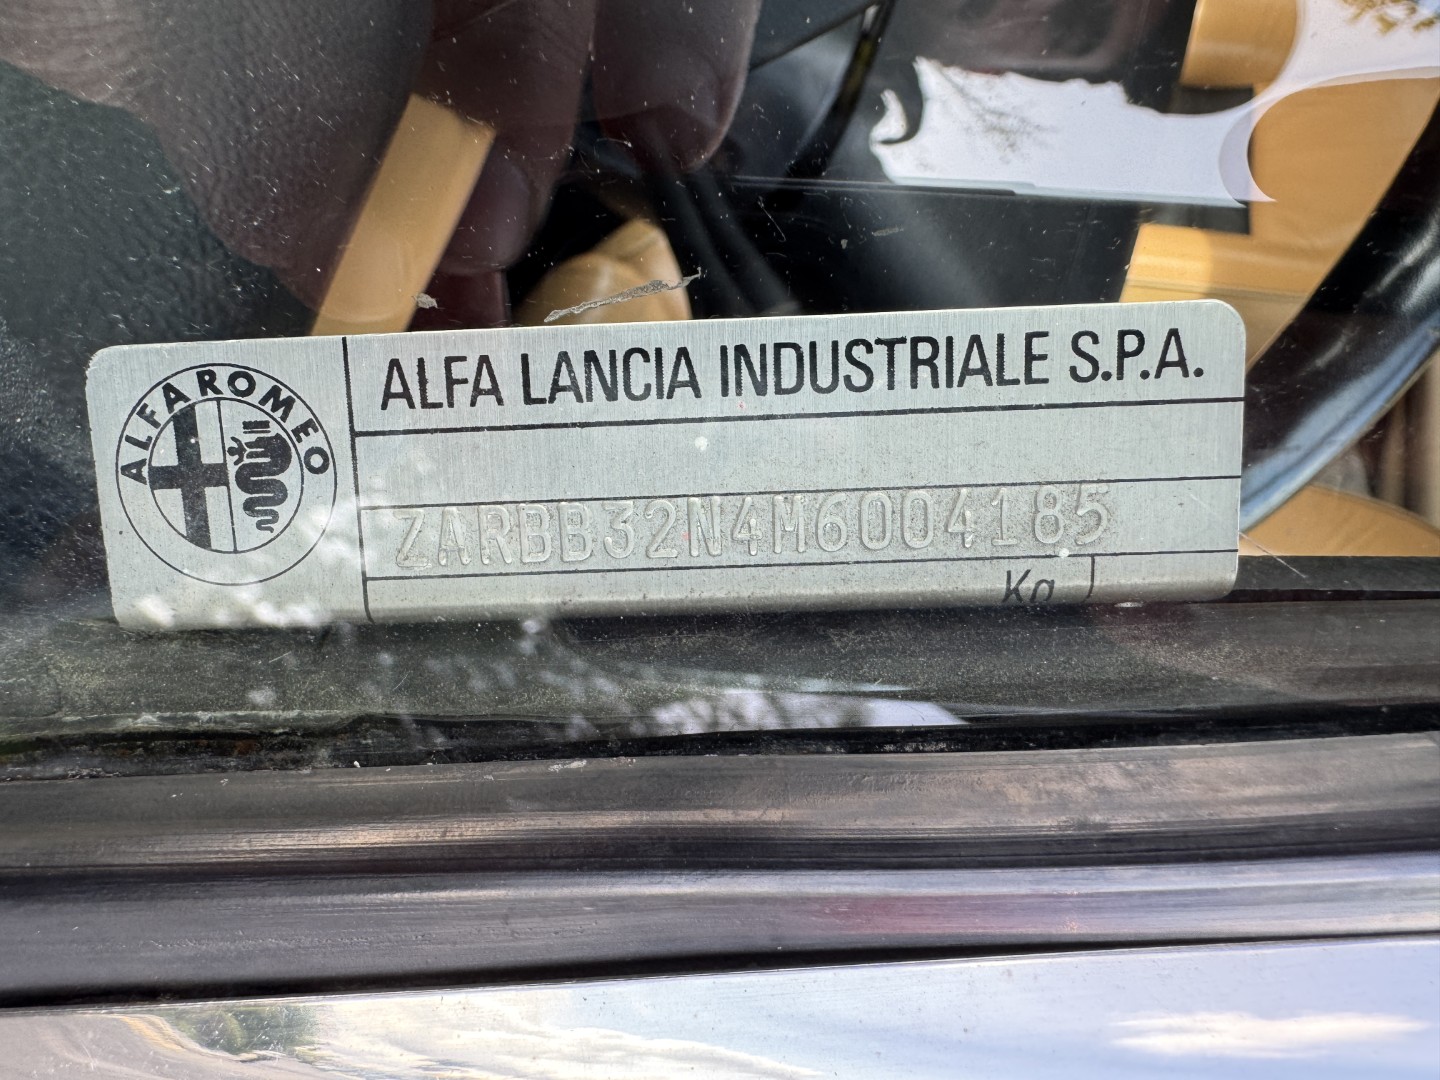 ALFA ROMEO
ALFA LANCIA INDUSTRIALE S.P.A.
ZARBB32N4M6004185
Kg